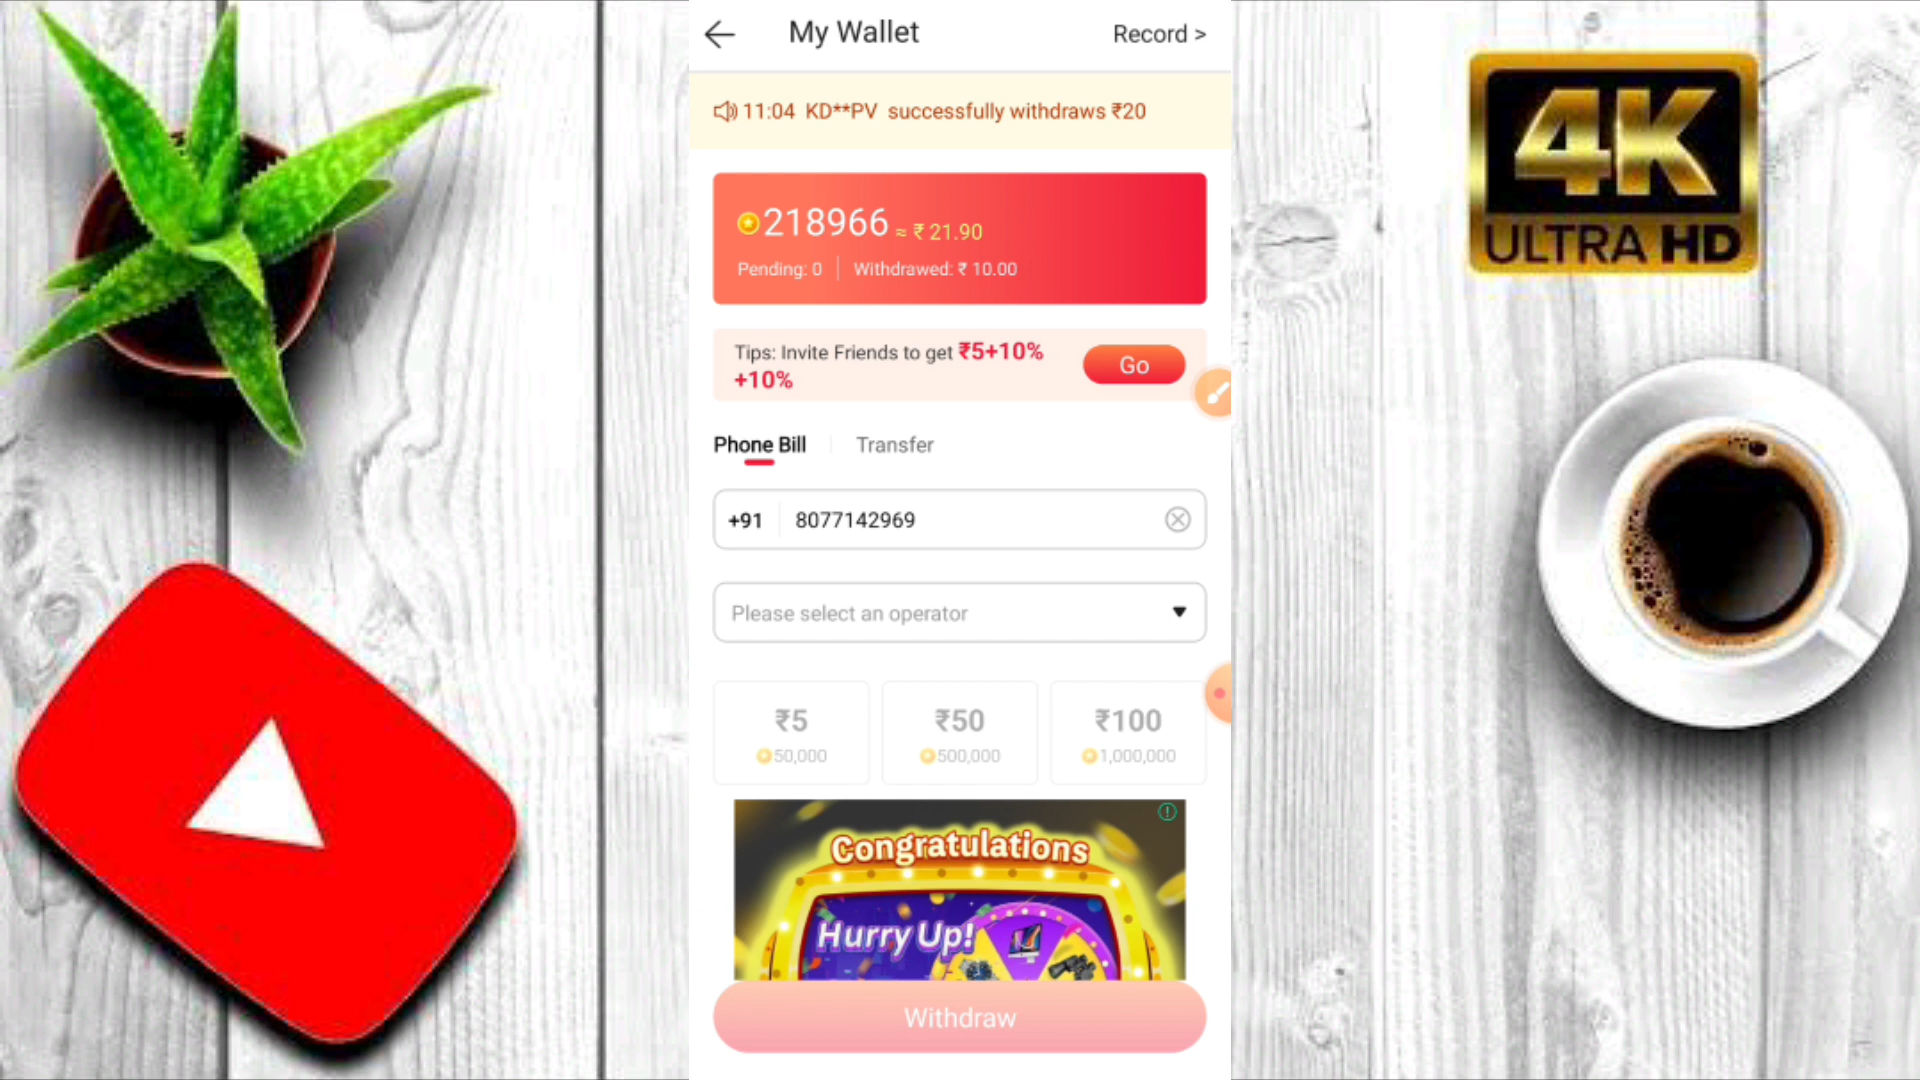 My Wallet
Record >
11:04 KD**PV successfully withdraws ₹20
218966 ≈ ₹ 21.90
Pending: 0
Withdrawed: ₹ 10.00
Tips: Invite Friends to get ₹5+10%
+10%
Go
Phone Bill
Transfer
+91 8077142969
Please select an operator
₹5
50,000
₹50
500,000
₹100
1,000,000
Congratulations
Hurry Up!
Withdraw
4K
ULTRA HD